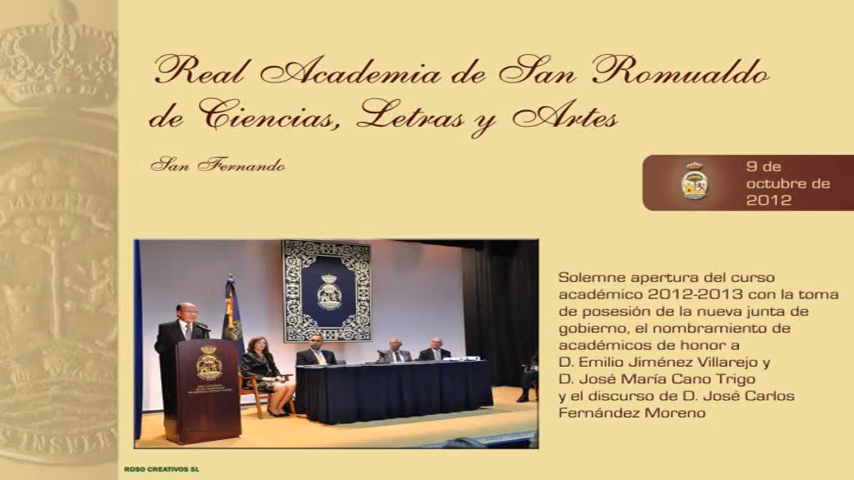 Real Academia de San Romualdo
de Ciencias, Letras y Artes
San Fernando
9 de
octubre de
2012
Solemne apertura del curso
académico 2012-2013 con la toma
de posesión de la nueva junta de
gobierno, el nombramiento de
académicos de honor a
D. Emilio Jiménez Villarejo y
D. José María Cano Trigo
y el discurso de D. José Carlos
Fernández Moreno
RDSO CREATIVOS SL